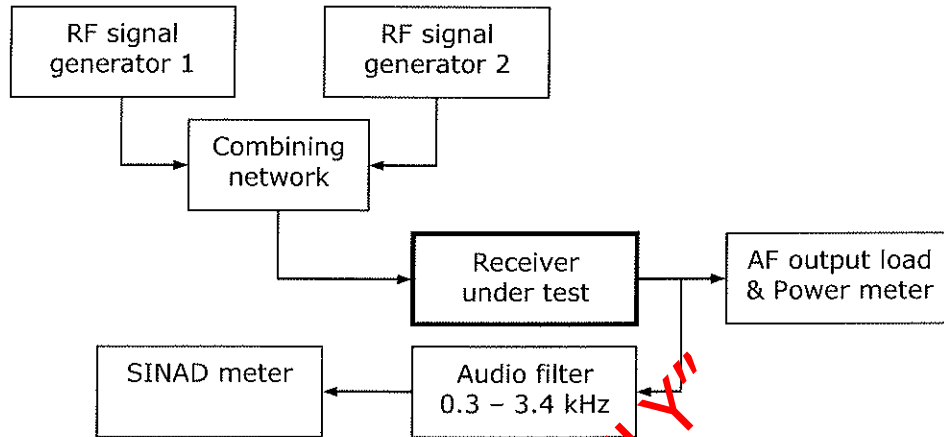 RF signal
generator 1
RF signal
generator 2
Combining
network
Receiver
under test
AF output load
& Power meter
SINAD meter
Audio filter
0.3 – 3.4 kHz
Y"